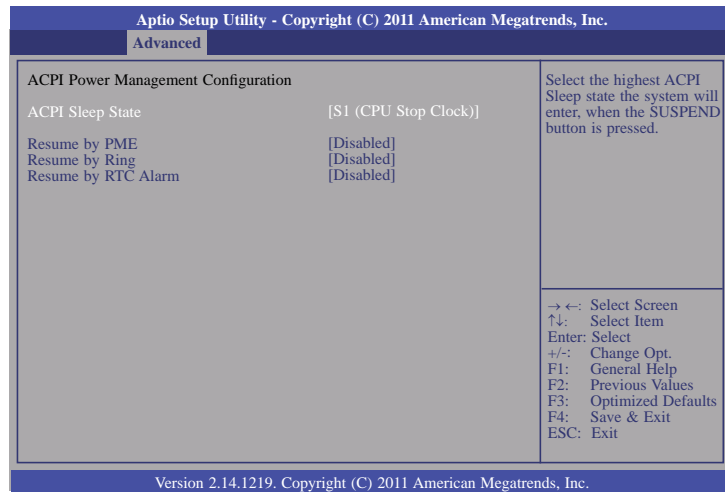 Aptio Setup Utility - Copyright (C) 2011 American Megatrends, Inc.
Advanced
ACPI Power Management Configuration
ACPI Sleep State [S1 (CPU Stop Clock)]
Resume by PME [Disabled]
Resume by Ring [Disabled]
Resume by RTC Alarm [Disabled]
Select the highest ACPI
Sleep state the system will
enter, when the SUSPEND
button is pressed.
→ ←: Select Screen
↑↓: Select Item
Enter: Select
+/-: Change Opt.
F1: General Help
F2: Previous Values
F3: Optimized Defaults
F4: Save & Exit
ESC: Exit
Version 2.14.1219. Copyright (C) 2011 American Megatrends, Inc.